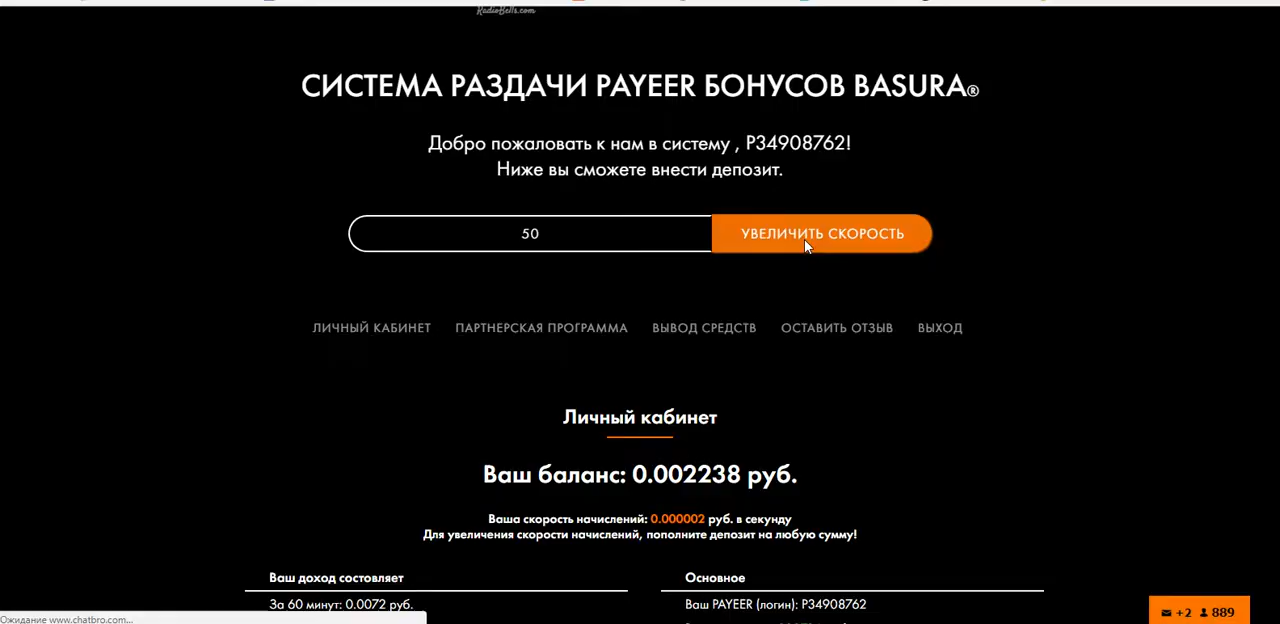 RadioBells.com
СИСТЕМА РАЗДАЧИ PAYEER БОНУСОВ BASURA®
Добро пожаловать к нам в систему , P34908762!
Ниже вы сможете внести депозит.
50
УВЕЛИЧИТЬ СКОРОСТЬ
ЛИЧНЫЙ КАБИНЕТ ПАРТНЕРСКАЯ ПРОГРАММА ВЫВОД СРЕДСТВ ОСТАВИТЬ ОТЗЫВ ВЫХОД
Личный кабинет
Ваш баланс: 0.002238 руб.
Ваша скорость начислений: 0.000002 руб. в секунду
Для увеличения скорости начислений, пополните депозит на любую сумму!
Ваш доход составляет
За 60 минут: 0.0072 руб.
Основное
Ваш PAYEER (логин): P34908762
+2 889
Ожидание www.chatbro.com...